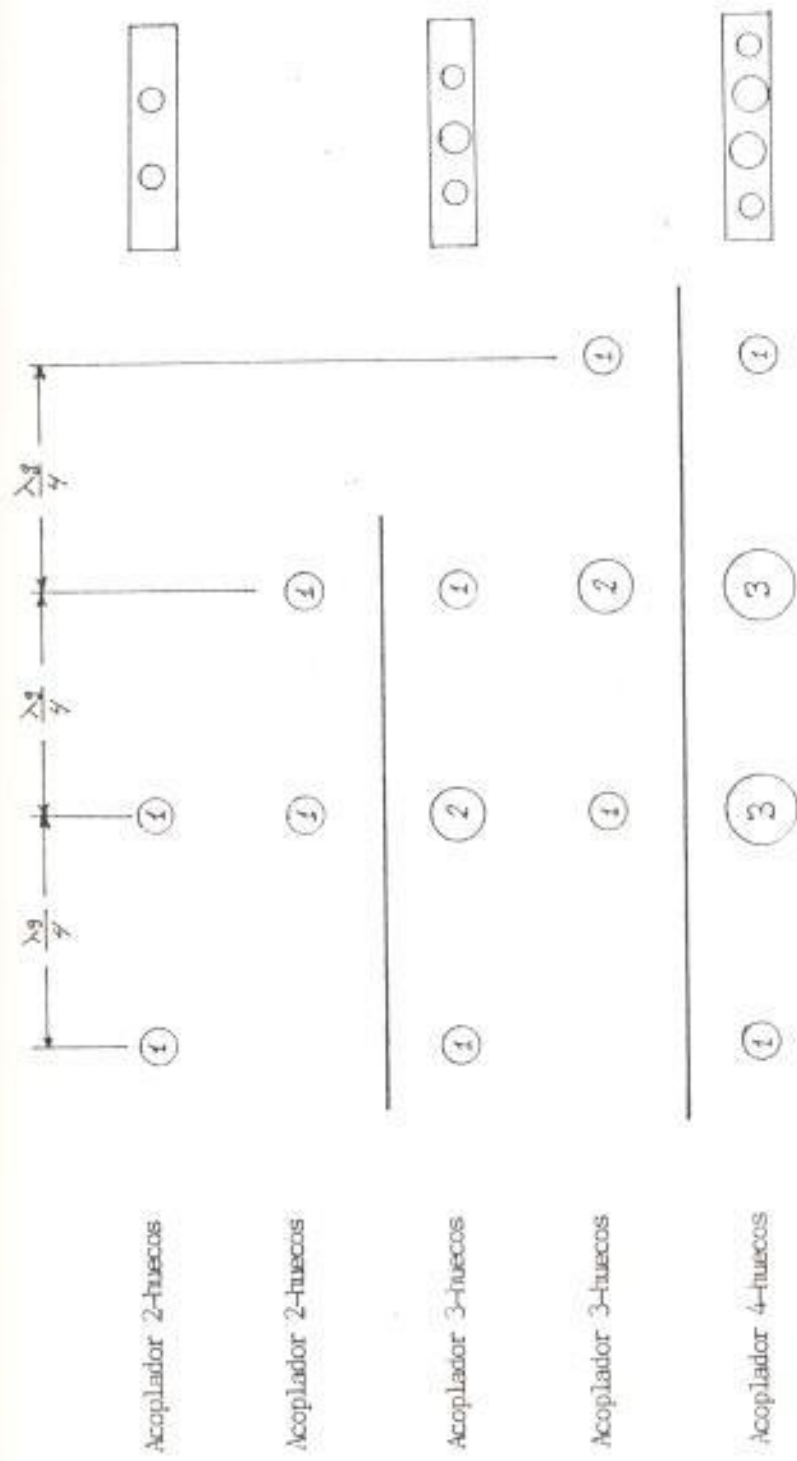 λg/4 λg/4 λg/4
Acoplador 2-huecos 1 1
Acoplador 2-huecos 1 1
Acoplador 3-huecos 1 2 1
Acoplador 3-huecos 1 2 1
Acoplador 4-huecos 1 3 3 1